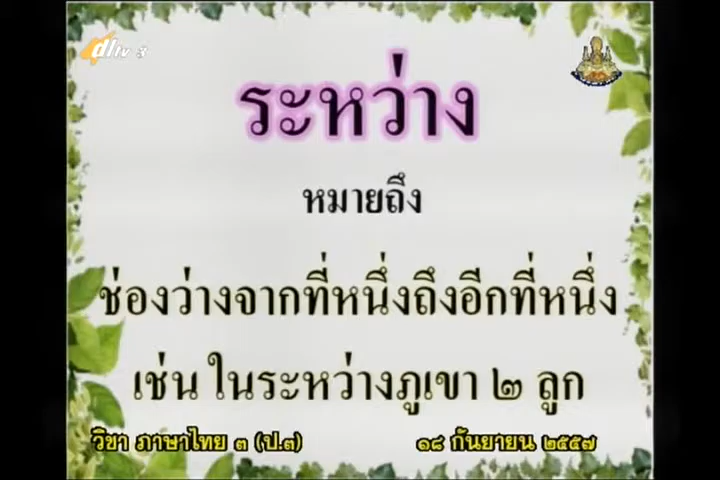 dltv 3
ระหว่าง
หมายถึง
ช่องว่างจากที่หนึ่งถึงอีกที่หนึ่ง
เช่น ในระหว่างภูเขา ๒ ลูก
วิชา ภาษาไทย ๓ (ป.๓) ๑๘ กันยายน ๒๕๕๗